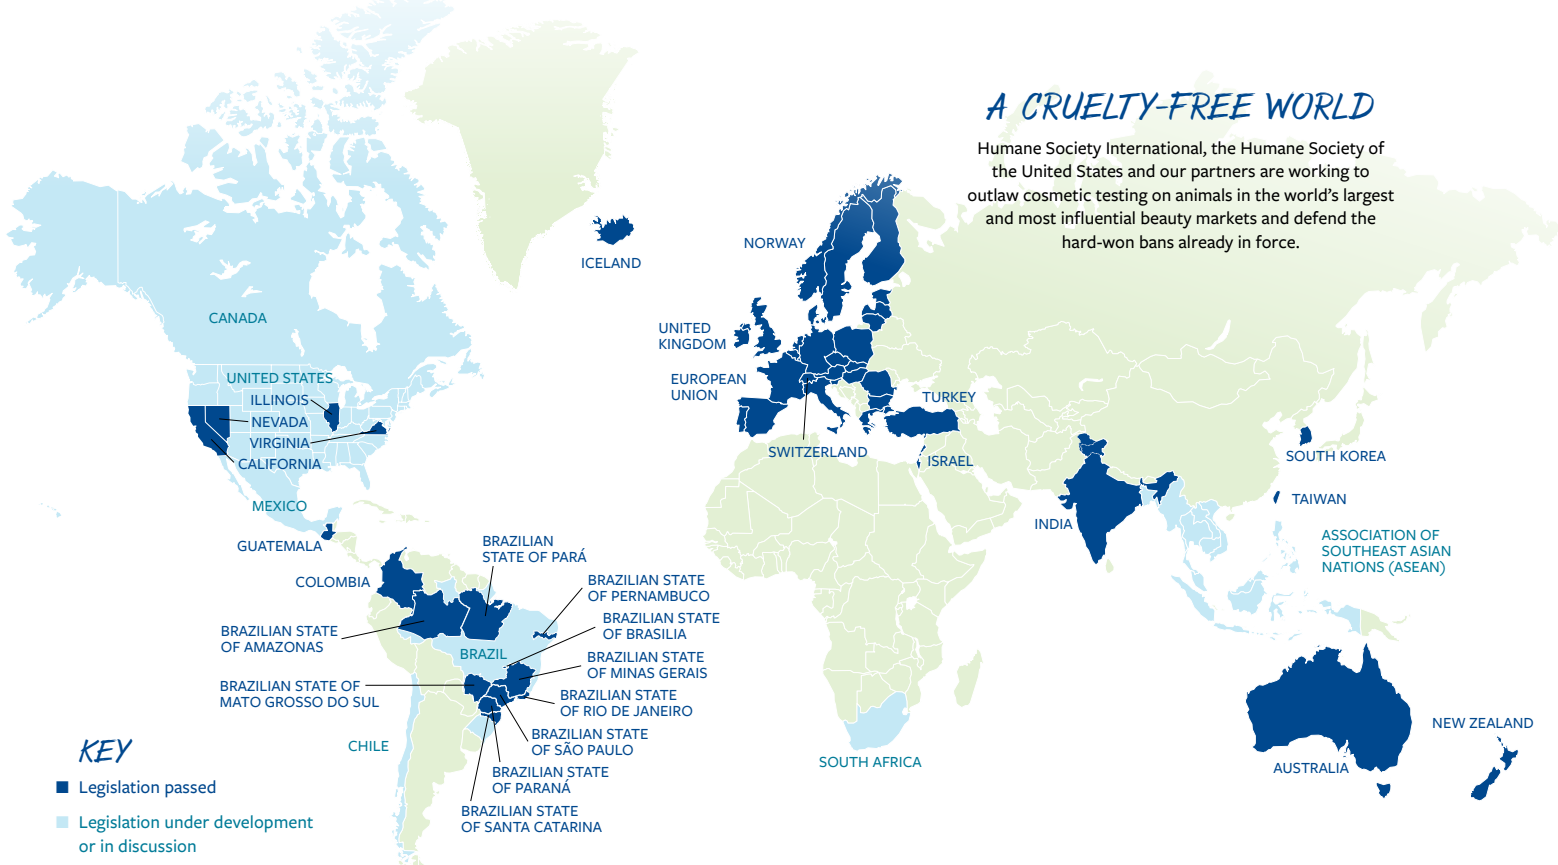 A CRUELTY-FREE WORLD
Humane Society International, the Humane Society of
the United States and our partners are working to
outlaw cosmetic testing on animals in the world's largest
and most influential beauty markets and defend the
hard-won bans already in force.
ICELAND
NORWAY
UNITED
KINGDOM
EUROPEAN
UNION
SWITZERLAND
TURKEY
ISRAEL
INDIA
SOUTH KOREA
TAIWAN
ASSOCIATION OF
SOUTHEAST ASIAN
NATIONS (ASEAN)
CANADA
UNITED STATES
ILLINOIS
NEVADA
VIRGINIA
CALIFORNIA
MEXICO
GUATEMALA
COLOMBIA
BRAZILIAN
STATE OF PARÁ
BRAZILIAN STATE
OF PERNAMBUCO
BRAZILIAN STATE
OF BRASILIA
BRAZILIAN STATE
OF AMAZONAS
BRAZIL
BRAZILIAN STATE
OF MINAS GERAIS
BRAZILIAN STATE OF
MATO GROSSO DO SUL
BRAZILIAN STATE
OF RIO DE JANEIRO
BRAZILIAN STATE
OF SÃO PAULO
BRAZILIAN STATE
OF PARANÁ
BRAZILIAN STATE
OF SANTA CATARINA
CHILE
SOUTH AFRICA
AUSTRALIA
NEW ZEALAND
KEY
Legislation passed
Legislation under development
or in discussion